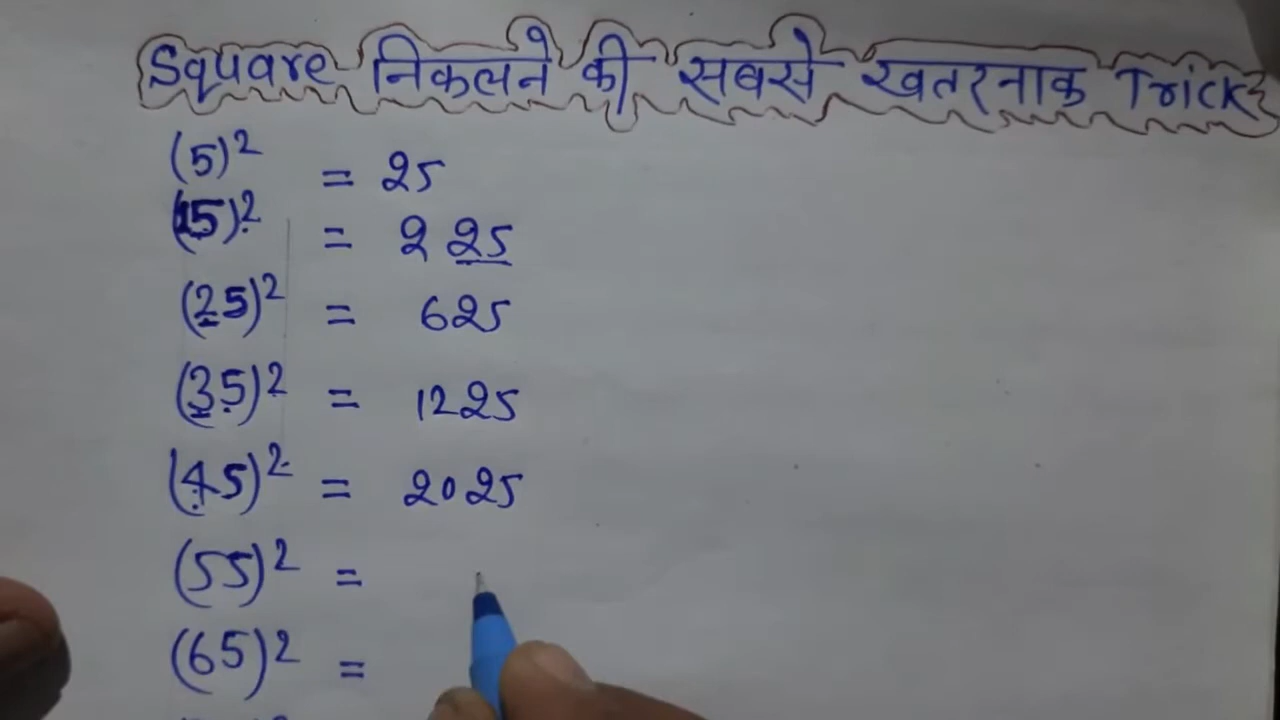 Square निकलने की सबसे खतरनाक Trick
(5)² = 25
(15)² = 225
(25)² = 625
(35)² = 1225
(45)² = 2025
(55)² =
(65)² =